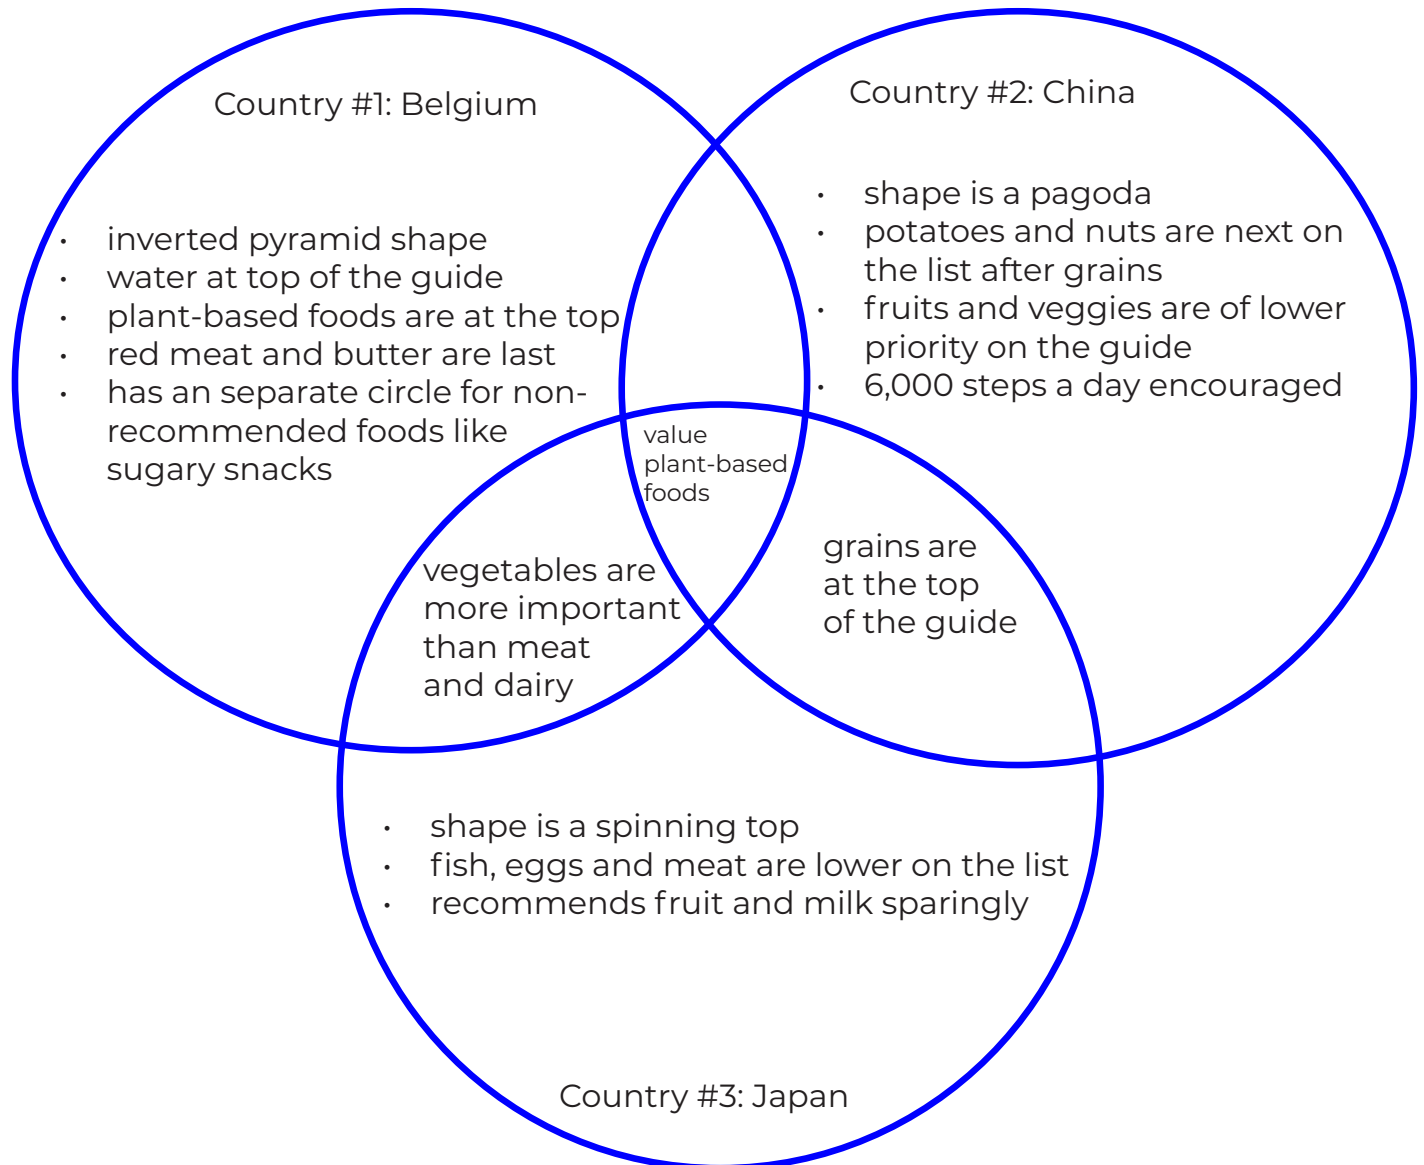 Country #1: Belgium
• inverted pyramid shape
• water at top of the guide
• plant-based foods are at the top
• red meat and butter are last
• has an separate circle for non-
recommended foods like
sugary snacks
Country #2: China
• shape is a pagoda
• potatoes and nuts are next on
the list after grains
• fruits and veggies are of lower
priority on the guide
• 6,000 steps a day encouraged
value
plant-based
foods
vegetables are
more important
than meat
and dairy
grains are
at the top
of the guide
• shape is a spinning top
• fish, eggs and meat are lower on the list
• recommends fruit and milk sparingly
Country #3: Japan